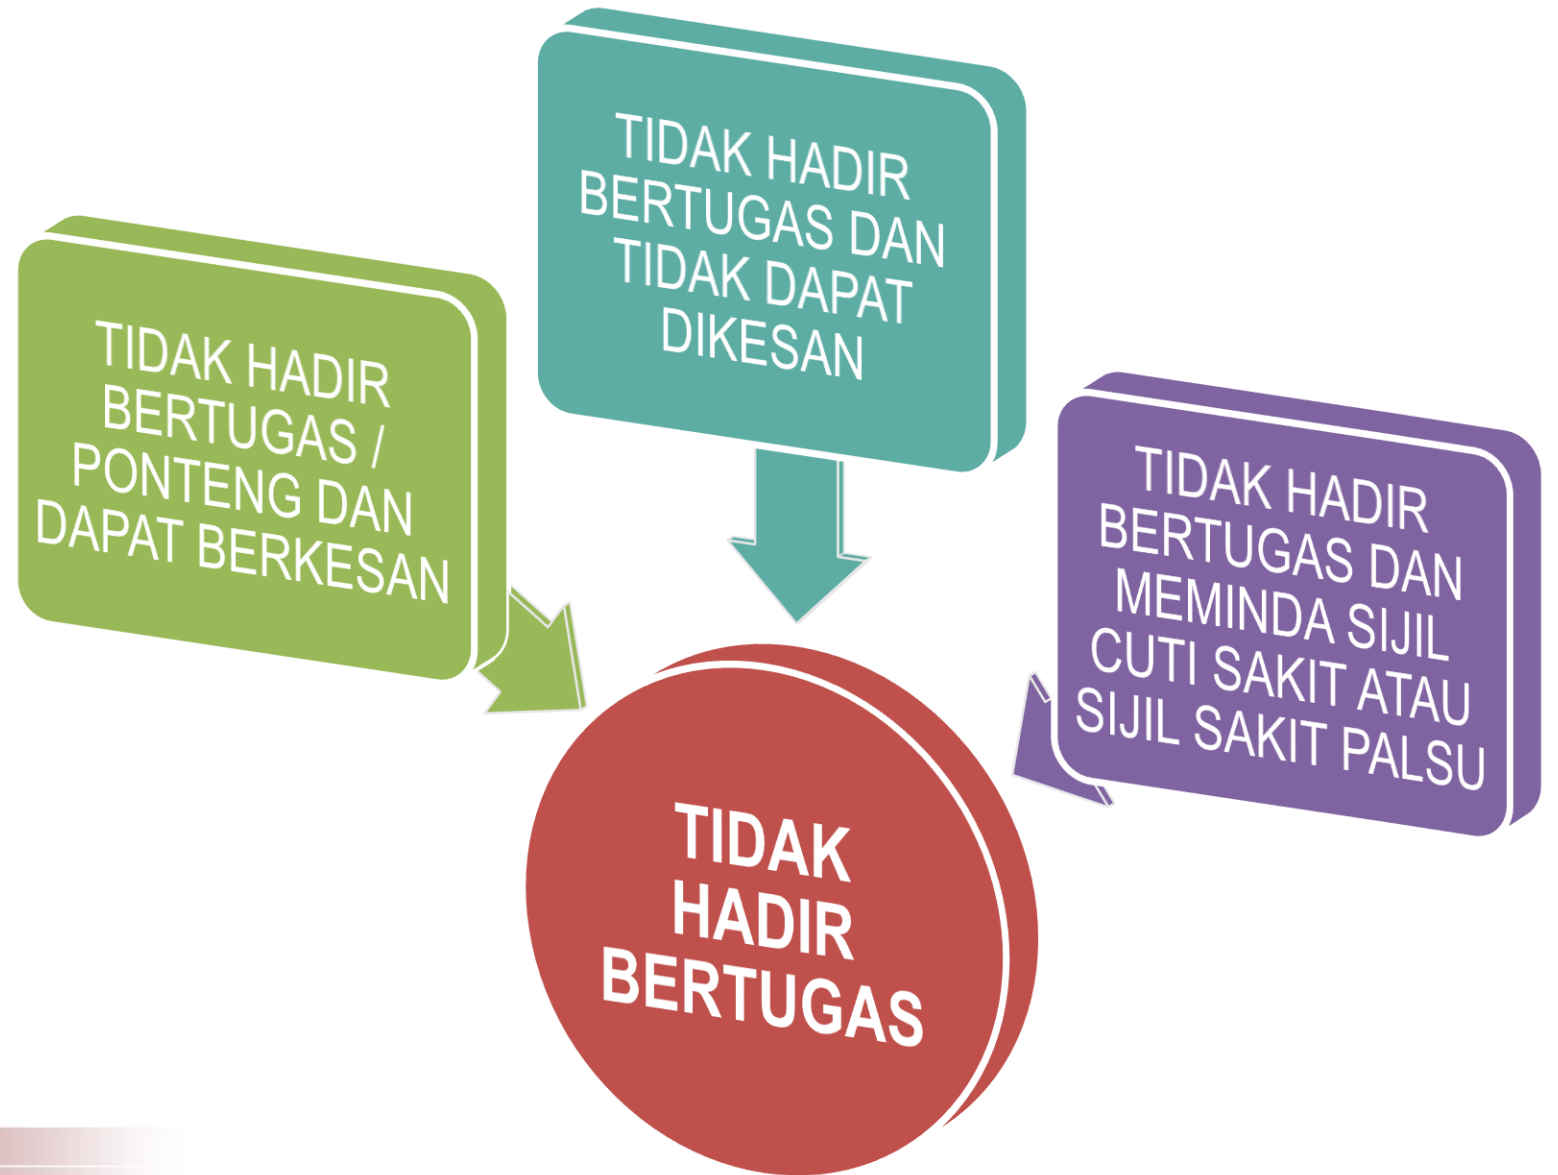 TIDAK HADIR
BERTUGAS /
PONTENG DAN
DAPAT BERKESAN
TIDAK HADIR
BERTUGAS DAN
TIDAK DAPAT
DIKESAN
TIDAK HADIR
BERTUGAS DAN
MEMINDA SIJIL
CUTI SAKIT ATAU
SIJIL SAKIT PALSU
TIDAK
HADIR
BERTUGAS